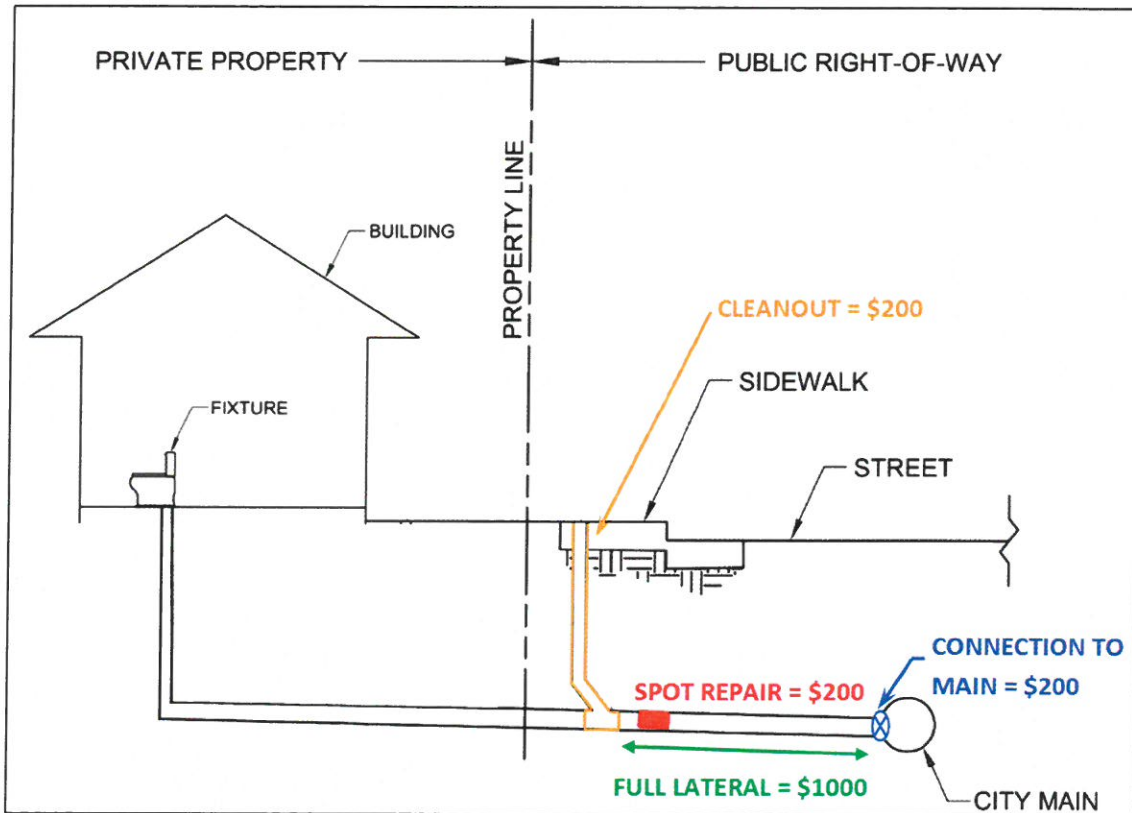 PRIVATE PROPERTY
PUBLIC RIGHT-OF-WAY
PROPERTY LINE
BUILDING
CLEANOUT = $200
SIDEWALK
FIXTURE
STREET
CONNECTION TO
MAIN = $200
SPOT REPAIR = $200
FULL LATERAL = $1000
CITY MAIN